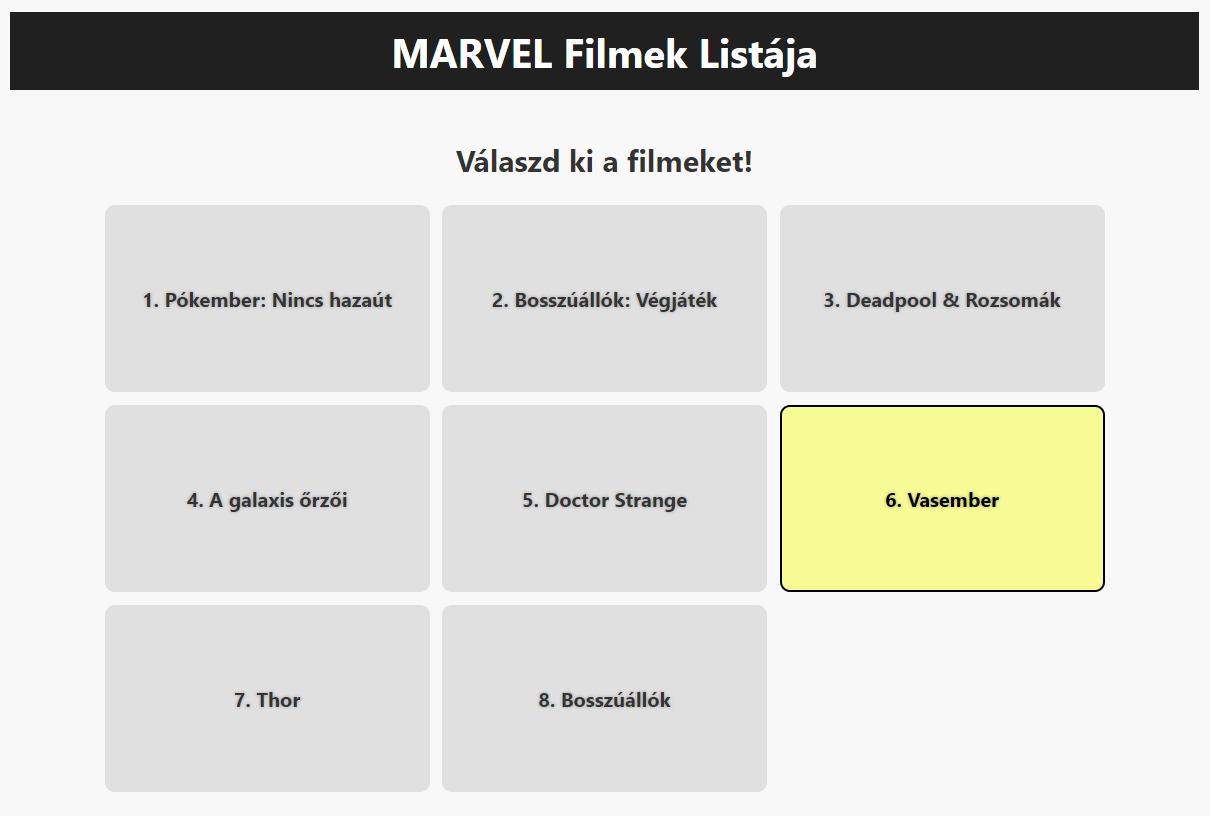 MARVEL Filmek Listája
Válaszd ki a filmeket!
1. Pókember: Nincs hazaút
2. Bosszúállók: Végjáték
3. Deadpool & Rozsomák
4. A galaxis őrzői
5. Doctor Strange
6. Vasember
7. Thor
8. Bosszúállók